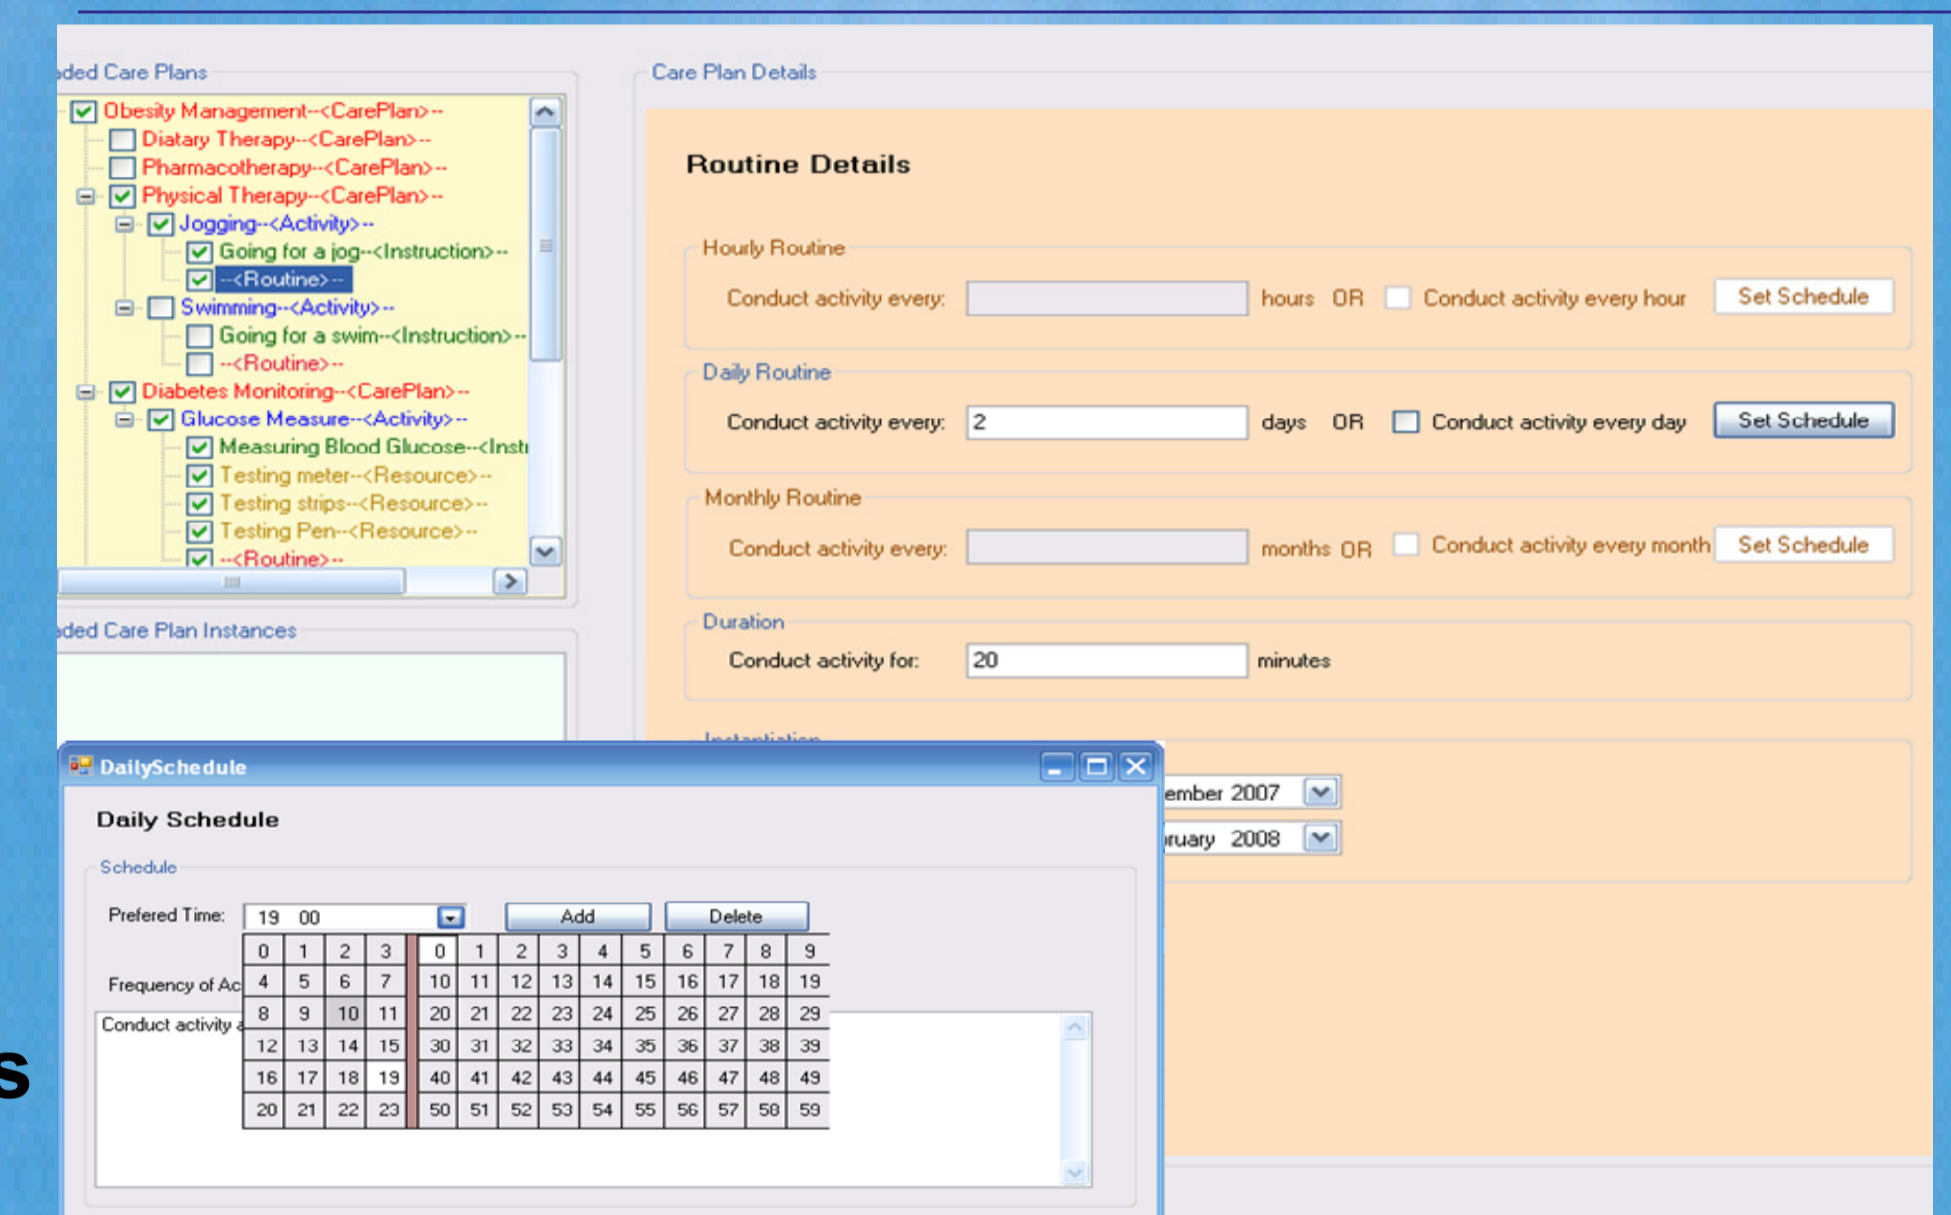 ded Care Plans
Obesity Management--<CarePlan>--
Diatary Therapy--<CarePlan>--
Pharmacotherapy--<CarePlan>--
Physical Therapy--<CarePlan>--
Jogging--<Activity>--
Going for a jog--<Instruction>--
--<Routine>--
Swimming--<Activity>--
Going for a swim--<Instruction>--
--<Routine>--
Diabetes Monitoring--<CarePlan>--
Glucose Measure--<Activity>--
Measuring Blood Glucose--<Instr
Testing meter--<Resource>--
Testing strips--<Resource>--
Testing Pen--<Resource>--
--<Routine>--
ded Care Plan Instances
Care Plan Details
Routine Details
Hourly Routine
Conduct activity every: hours OR Conduct activity every hour Set Schedule
Daily Routine
Conduct activity every: 2 days OR Conduct activity every day Set Schedule
Monthly Routine
Conduct activity every: months OR Conduct activity every month Set Schedule
Duration
Conduct activity for: 20 minutes
Instantiation
ember 2007
ruary 2008
DailySchedule
Daily Schedule
Schedule
Prefered Time: 19 00 Add Delete
0 1 2 3 0 1 2 3 4 5 6 7 8 9
Frequency of Ac 4 5 6 7 10 11 12 13 14 15 16 17 18 19
8 9 10 11 20 21 22 23 24 25 26 27 28 29
Conduct activity a
12 13 14 15 30 31 32 33 34 35 36 37 38 39
16 17 18 19 40 41 42 43 44 45 46 47 48 49
20 21 22 23 50 51 52 53 54 55 56 57 58 59
s